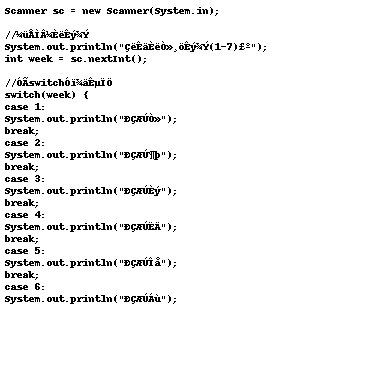 Scanner sc = new Scanner(System.in);
//¼üÅÌÂ¼ÈëÊý¾Ý
System.out.println("ÇëÊäÈëÒ»¸öÊý¾Ý(1-7)£º");
int week = sc.nextInt();
//ÓÃswitchÓï¾äÊµÏÖ
switch(week) {
case 1:
System.out.println("ÐÇÆÚÒ»");
break;
case 2:
System.out.println("ÐÇÆÚ¶þ");
break;
case 3:
System.out.println("ÐÇÆÚÈý");
break;
case 4:
System.out.println("ÐÇÆÚËÄ");
break;
case 5:
System.out.println("ÐÇÆÚÎå");
break;
case 6:
System.out.println("ÐÇÆÚÁù");